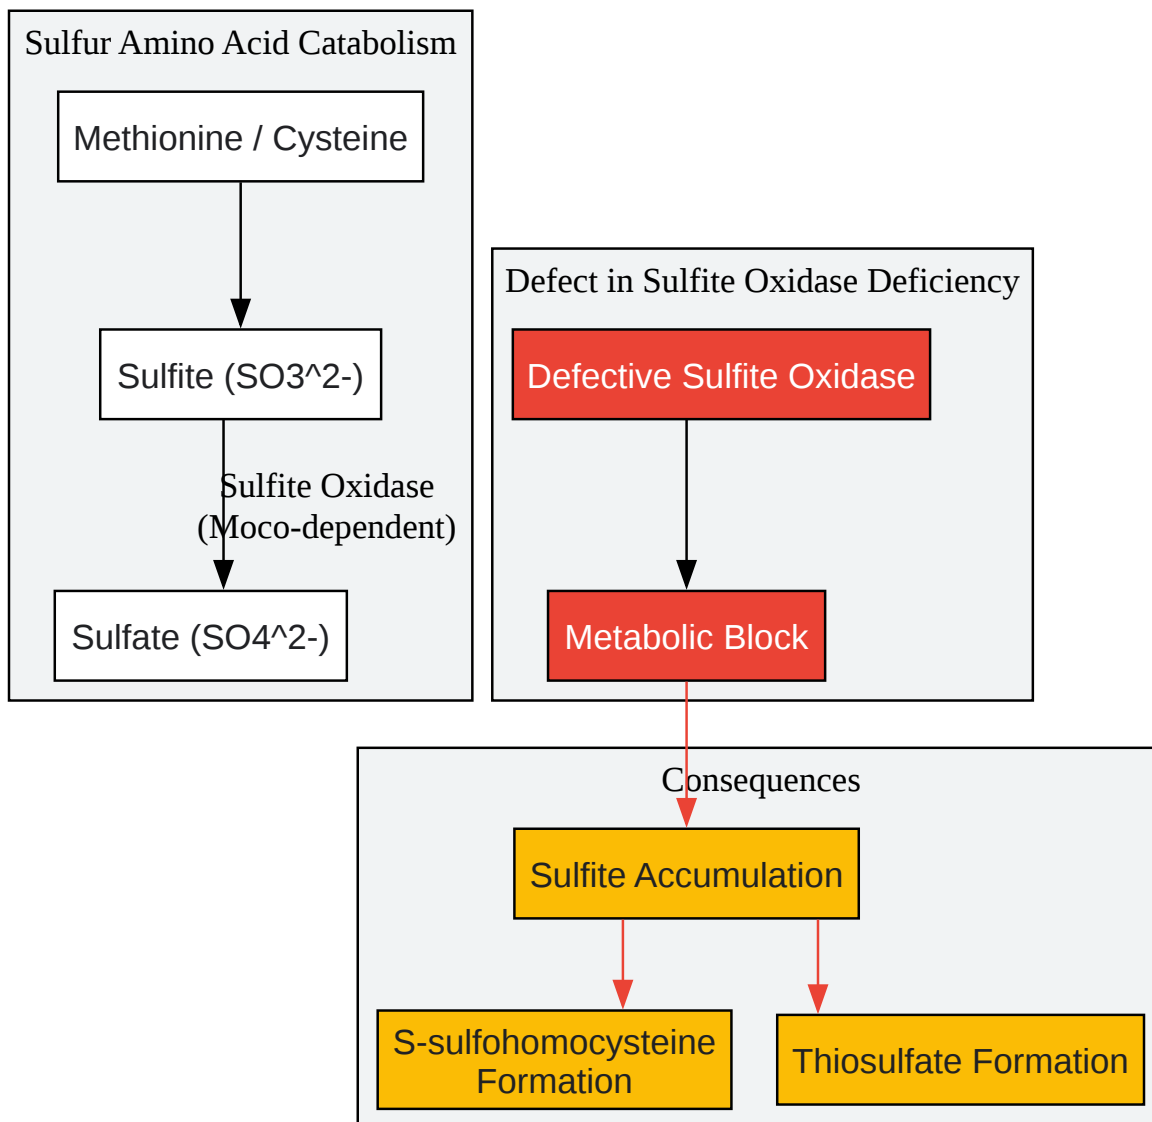 Sulfur Amino Acid Catabolism
Methionine / Cysteine
Sulfite (SO3^2-)
Sulfite Oxidase
(Moco-dependent)
Sulfate (SO4^2-)
Defect in Sulfite Oxidase Deficiency
Defective Sulfite Oxidase
Metabolic Block
Consequences
Sulfite Accumulation
S-sulfohomocysteine
Formation
Thiosulfate Formation